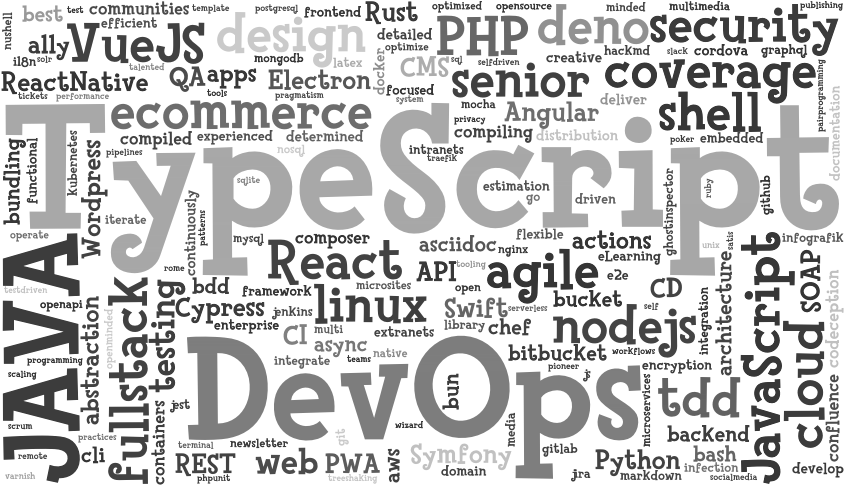 nushell
best
test
communities
template
efficient
postgresql
frontend
Rust
optimized
opensource
minded
multimedia
publishing
ally
VueJS
design
detailed
optimize
PHP
deno
security
i18n
solr
talented
mongodb
latex
docker
CMS
sql
selfdriven
creative
hackmd
slack
cordova
graphql
ReactNative
QA
apps
Electron
focused
senior
coverage
tickets
performance
tools
pragmatism
system
mocha
Angular
deliver
shell
pairprogramming
documentation
ecommerce
privacy
compiling
distribution
poker
embedded
compiled
experienced
determined
nosql
intranets
traefik
bundling
functional
kubernetes
Wordpress
pipelines
TypeScript
sqlite
estimation
go
driven
ghostinspector
ruby
github
iterate
continuously
patterns
operate
mysql
composer
asciidoc
nginx
flexible
actions
unix
satis
infografik
JAVA
rome
React
API
tooling
agile
eLearning
e2e
testdriven
openapi
fullstack
bdd
framework
microsites
open
bucket
CD
architecture
JavaScript
SOAP
abstraction
openminded
testing
Cypress
jenkins
linux
Swift
serverless
self
integration
cloud
codeception
enterprise
CI
multi
extranets
library
chef
nodejs
programming
async
integrate
teams
native
bitbucket
workflows
scaling
DevOps
bun
pioneer
js
encryption
microservices
tdd
confluence
containers
jest
scrum
practices
git
wizard
media
gitlab
backend
terminal
newsletter
remote
cli
REST
web
PWA
aws
Symfony
domain
jira
Python
bash
infection
varnish
phpunit
treeshaking
markdown
socialmedia
develop